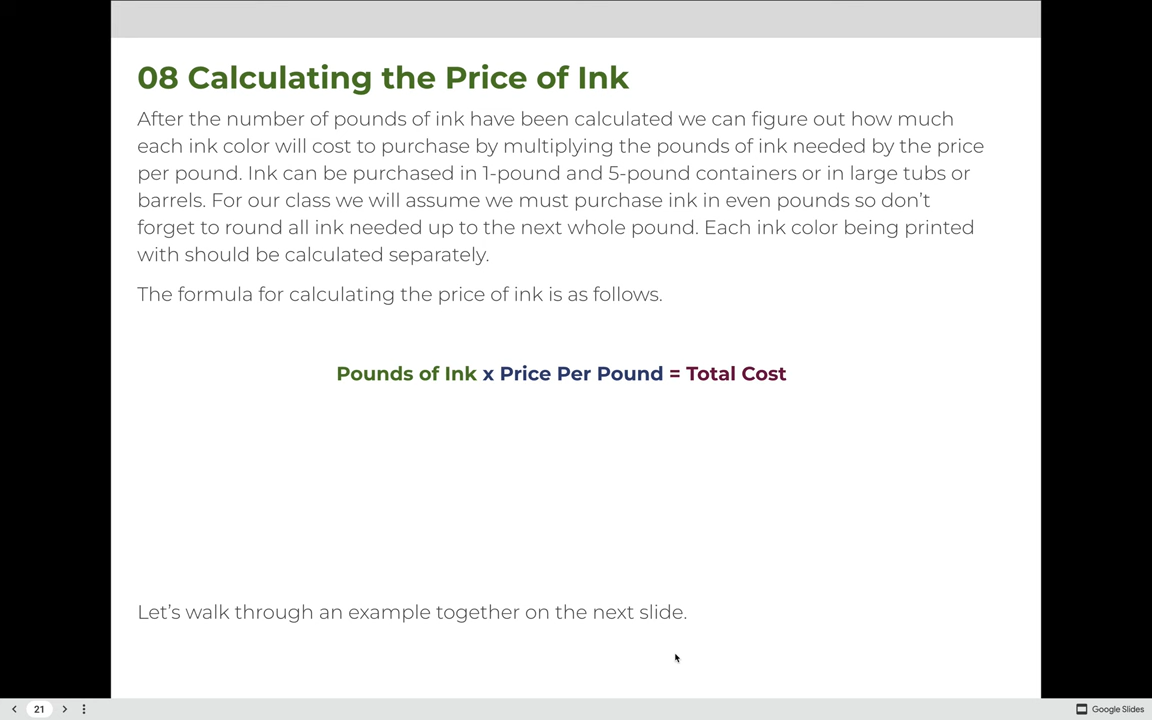 08 Calculating the Price of Ink
After the number of pounds of ink have been calculated we can figure out how much
each ink color will cost to purchase by multiplying the pounds of ink needed by the price
per pound. Ink can be purchased in 1-pound and 5-pound containers or in large tubs or
barrels. For our class we will assume we must purchase ink in even pounds so don't
forget to round all ink needed up to the next whole pound. Each ink color being printed
with should be calculated separately.
The formula for calculating the price of ink is as follows.
Pounds of Ink x Price Per Pound = Total Cost
Let's walk through an example together on the next slide.
21
Google Slides